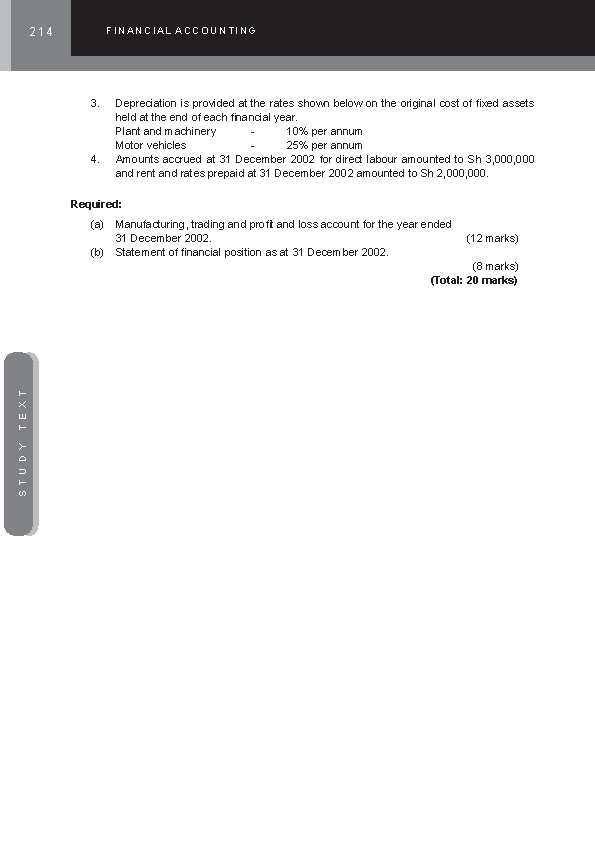 214
FINANCIAL ACCOUNTING
3. Depreciation is provided at the rates shown below on the original cost of fixed assets
held at the end of each financial year.
Plant and machinery - 10% per annum
Motor vehicles - 25% per annum
4. Amounts accrued at 31 December 2002 for direct labour amounted to Sh 3,000,000
and rent and rates prepaid at 31 December 2002 amounted to Sh 2,000,000.
Required:
(a) Manufacturing, trading and profit and loss account for the year ended
31 December 2002. (12 marks)
(b) Statement of financial position as at 31 December 2002.
(8 marks)
(Total: 20 marks)
STUDY TEXT